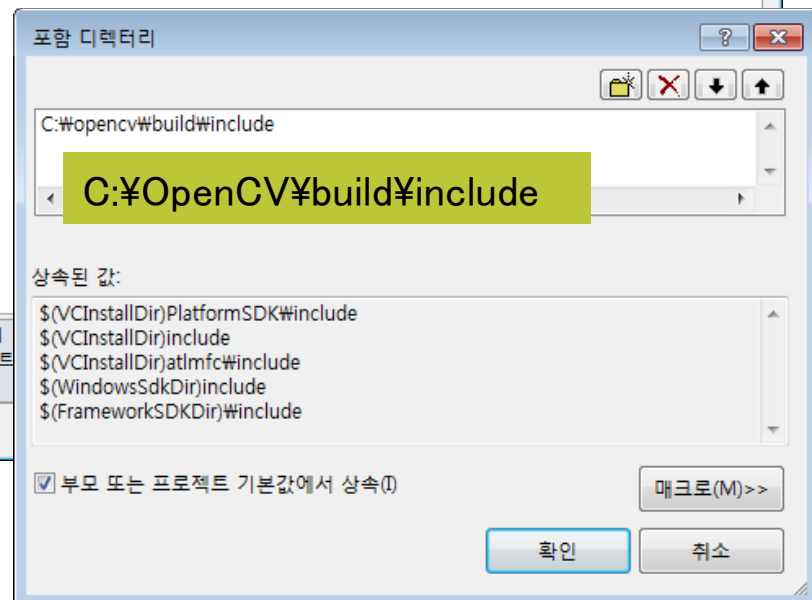 포함 디렉터리
C:₩opencv₩build₩include
C:¥OpenCV¥build¥include
상속된 값:
$(VCInstallDir)PlatformSDK₩include
$(VCInstallDir)include
$(VCInstallDir)atlmfc₩include
$(WindowsSdkDir)include
$(FrameworkSDKDir)₩include
부모 또는 프로젝트 기본값에서 상속(I)
매크로(M)>>
확인
취소